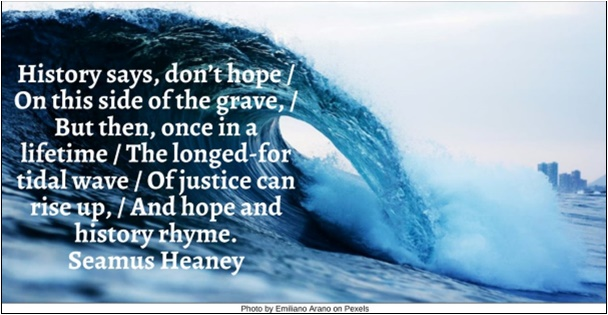 History says, don't hope /
On this side of the grave, /
But then, once in a
lifetime / The longed-for
tidal wave / Of justice can
rise up, / And hope and
history rhyme.
Seamus Heaney
Photo by Emiliano Arano on Pexels